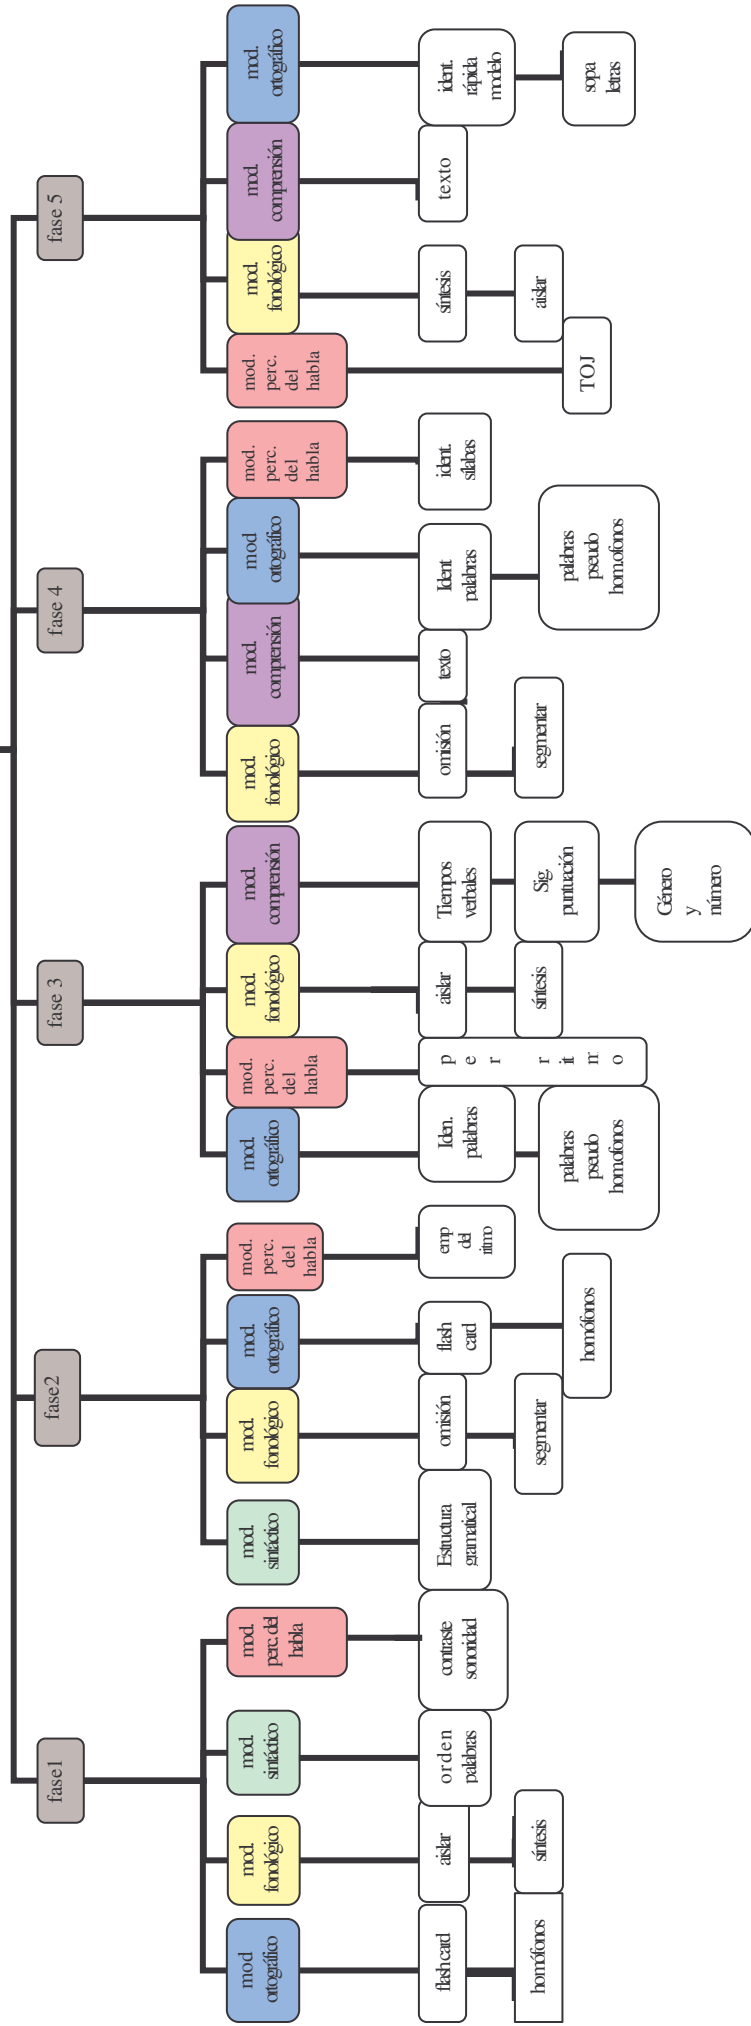 fase1
mod
ortográfico
flash card
homófonos
mod.
fonológico
aislar
síntesis
mod.
sintáctico
orden
palabras
mod.
perc. del
habla
contraste
sonoridad
fase2
mod.
sintáctico
Estructura
gramatical
mod.
fonológico
omisión
segmentar
mod.
ortográfico
flash
card
homófonos
mod.
perc.
del
habla
emp
del
ritmo
fase 3
mod.
ortográfico
Iden.
palabras
palabras
pseudo
hom.ofonos
mod.
perc.
del
habla
p
e
r
r
it
m
o
mod.
fonológico
aislar
síntesis
mod.
comprensión
Tiempos
verbales
Sig.
puntuación
Género
y
número
fase 4
mod.
fonológico
omisión
segmentar
mod.
comprensión
texto
mod
ortográfico
Ident
palabras
palabras
pseudo
hom.ofonos
mod.
perc.
del
habla
ident.
sílabas
fase 5
mod.
perc.
del
habla
TOJ
mod.
fonológico
síntesis
aislar
mod.
comprensión
texto
mod.
ortográfico
ident.
rápida
modelo
sopa
letras